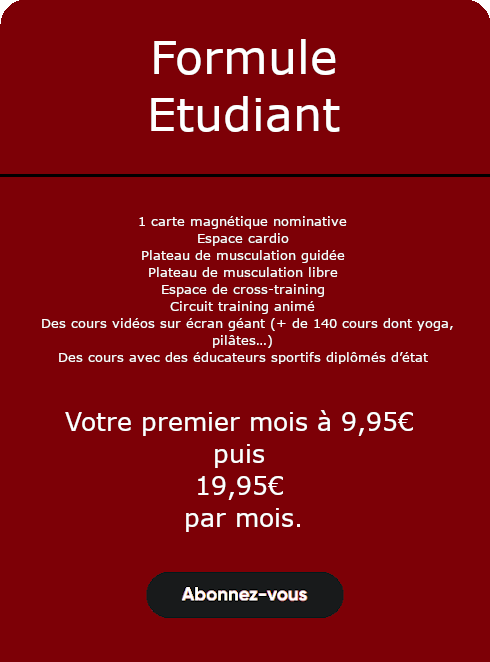 Formule
Etudiant
1 carte magnétique nominative
Espace cardio
Plateau de musculation guidée
Plateau de musculation libre
Espace de cross-training
Circuit training animé
Des cours vidéos sur écran géant (+ de 140 cours dont yoga,
pilâtes...)
Des cours avec des éducateurs sportifs diplômés d’état
Votre premier mois à 9,95€
puis
19,95€
par mois.
Abonnez-vous